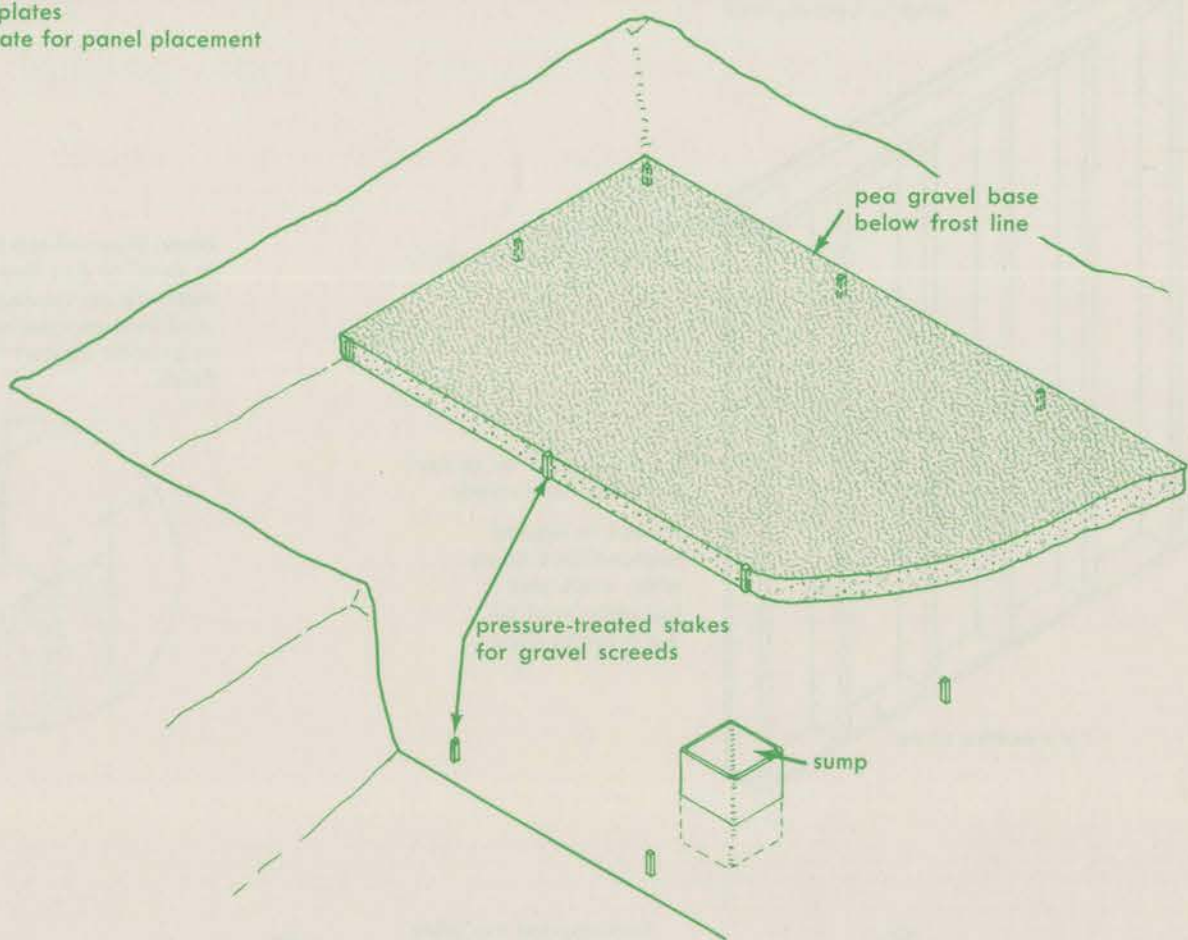 plates
ate for panel placement
pea gravel base
below frost line
pressure-treated stakes
for gravel screeds
sump